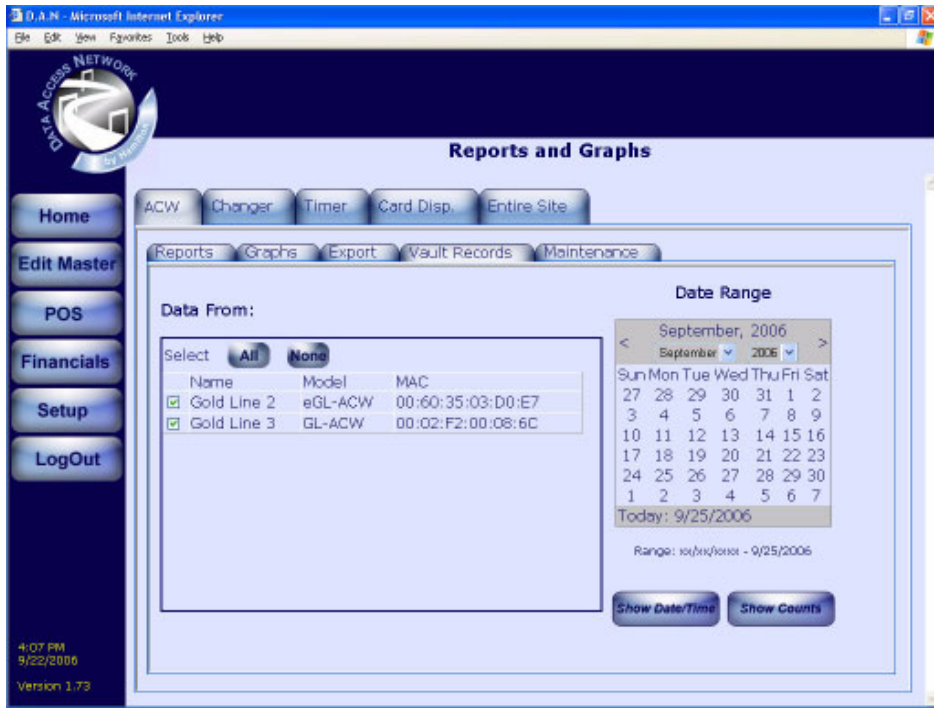 D.A.N - Microsoft Internet Explorer
File Edit View Favorites Tools Help
DATA ACCESS NETWORK
by Hamilton
Reports and Graphs
Home
Edit Master
POS
Financials
Setup
LogOut
ACW Changer Timer Card Disp. Entire Site
Reports Graphs Export Vault Records Maintenance
Data From:
Select All None
Name Model MAC
Gold Line 2 eGL-ACW 00:60:35:03:D0:E7
Gold Line 3 GL-ACW 00:02:F2:00:08:6C
Date Range
September, 2006
< September 2006 >
Sun Mon Tue Wed Thu Fri Sat
27 28 29 30 31 1 2
3 4 5 6 7 8 9
10 11 12 13 14 15 16
17 18 19 20 21 22 23
24 25 26 27 28 29 30
1 2 3 4 5 6 7
Today: 9/25/2006
Range: xx/xx/xxxx - 9/25/2006
Show Date/Time Show Counts
4:07 PM
9/22/2006
Version 1.73